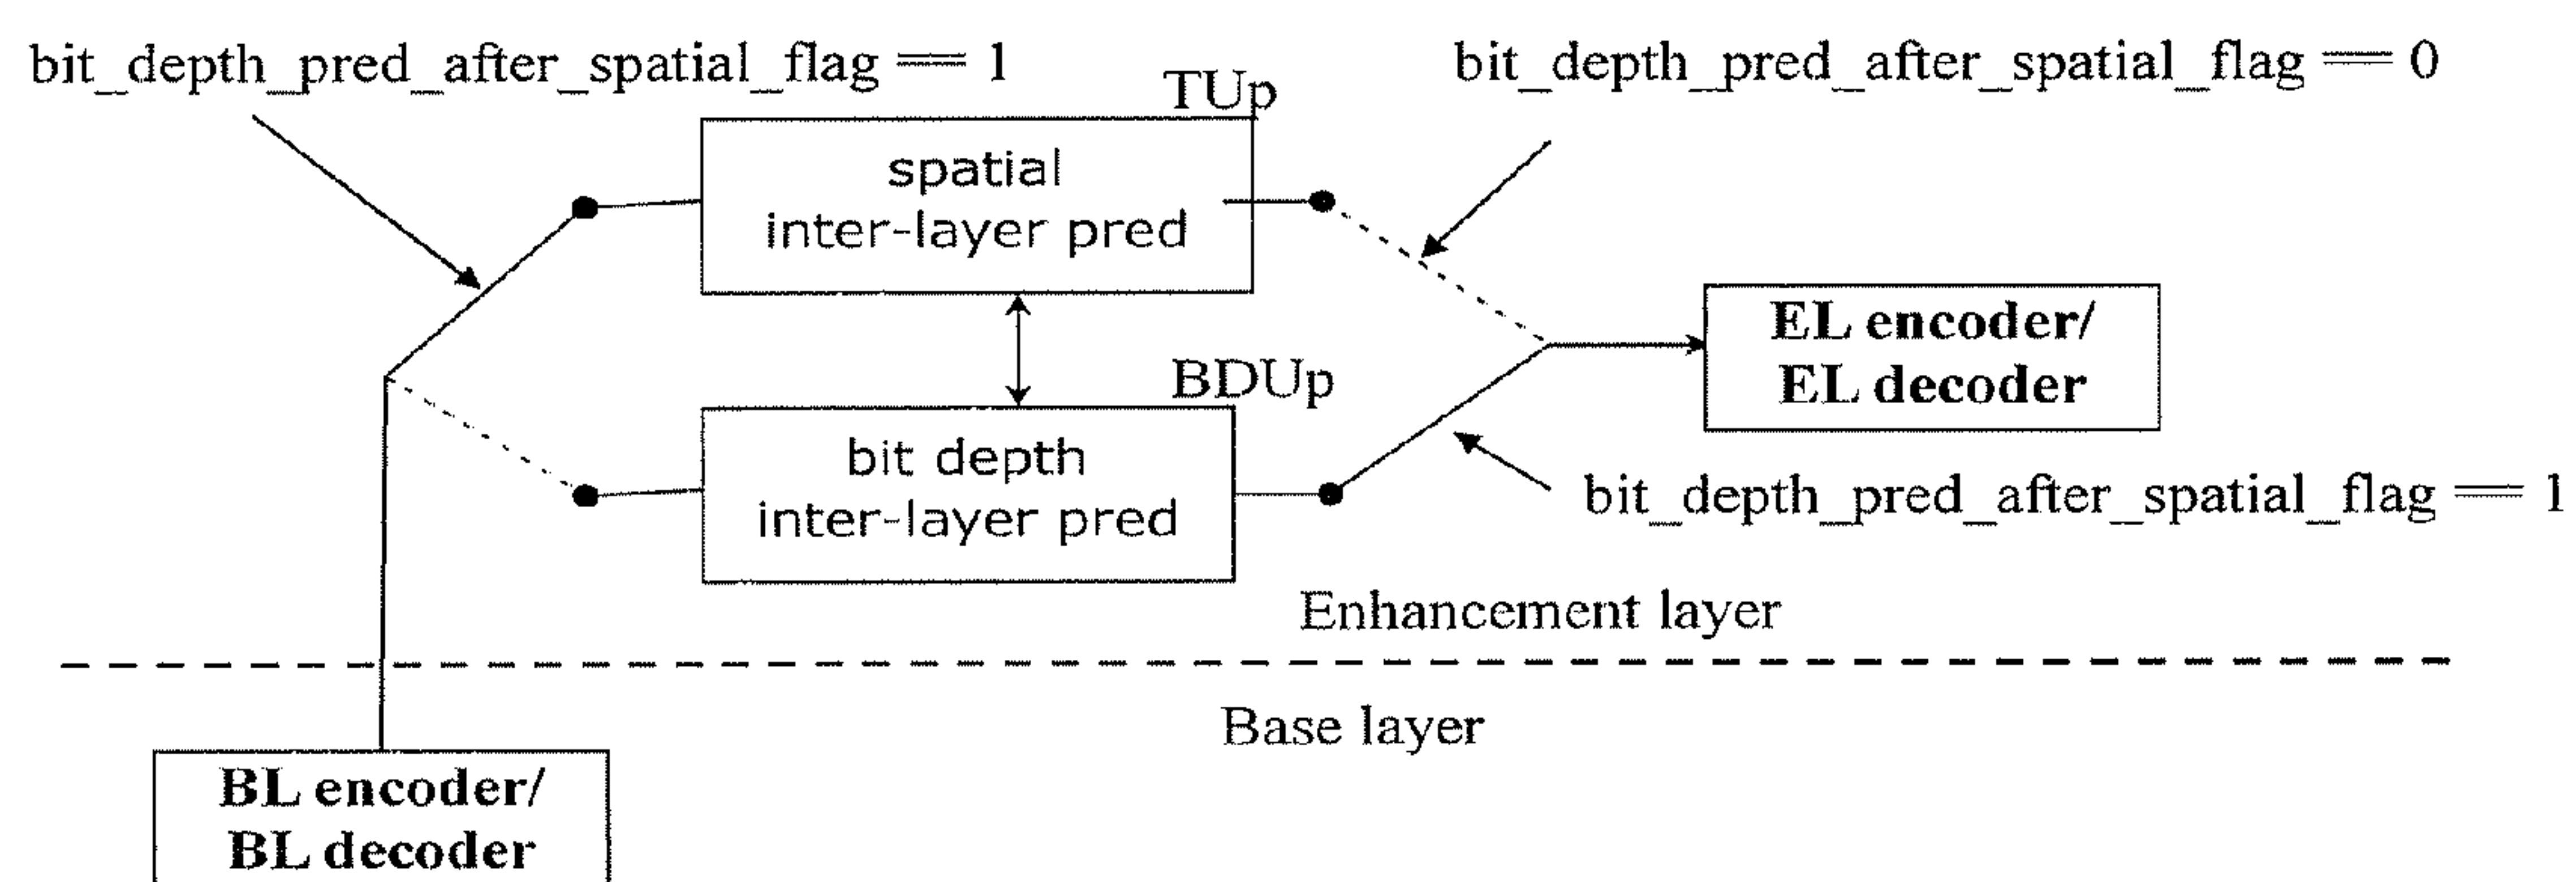 bit_depth_pred_after_spatial_flag == 1
bit_depth_pred_after_spatial_flag == 0
TUp
spatial
inter-layer pred
BDUp
bit depth
inter-layer pred
EL encoder/
EL decoder
bit_depth_pred_after_spatial_flag == 1
Enhancement layer
Base layer
BL encoder/
BL decoder